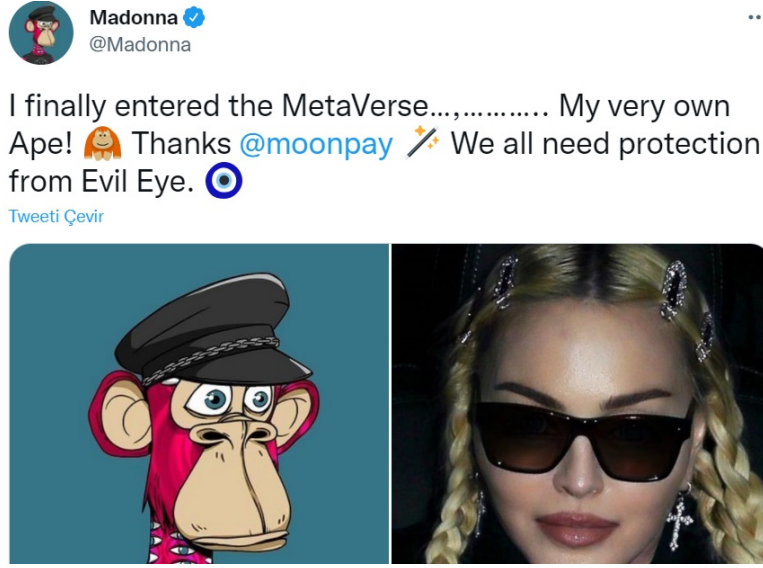 Madonna
@Madonna
I finally entered the MetaVerse...,.......... My very own
Ape! 🦧 Thanks @moonpay 🪄 We all need protection
from Evil Eye. 🧿
Tweeti Çevir